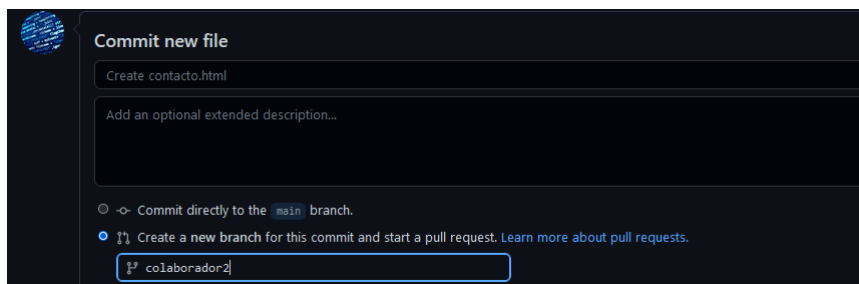 Commit new file
Create contacto.html
Add an optional extended description...
Commit directly to the main branch.
Create a new branch for this commit and start a pull request. Learn more about pull requests.
colaborador2